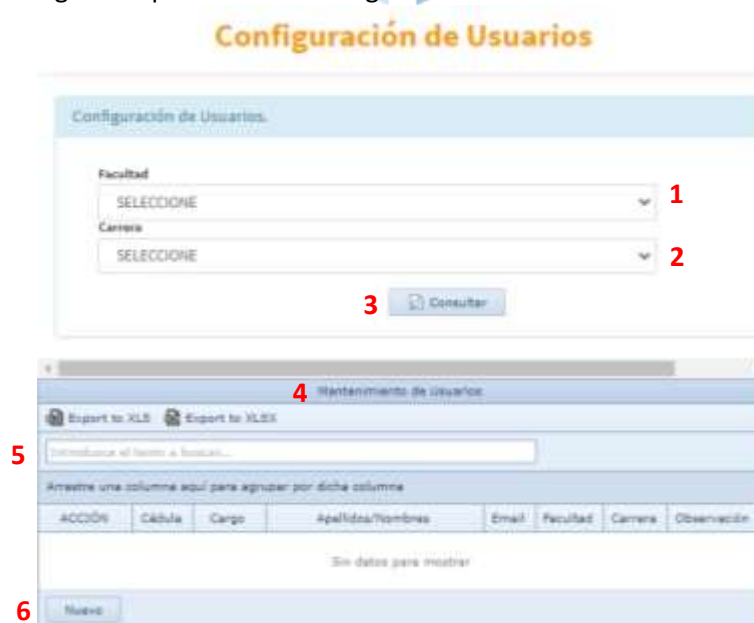 Configuración de Usuarios
Configuración de Usuarios.
Facultad
SELECCIONE
1
Carrera
SELECCIONE
2
3
Consultar
4
Mantenimiento de Usuarios
Export to XLS Export to XLSX
5
Introduzca el texto a buscar...
Arrastre una columna aquí para agrupar por dicha columna
ACCIÓN Cédula Cargo Apellidos/Nombres Email Facultad Carrera Observación
Sin datos para mostrar
6
Nuevo